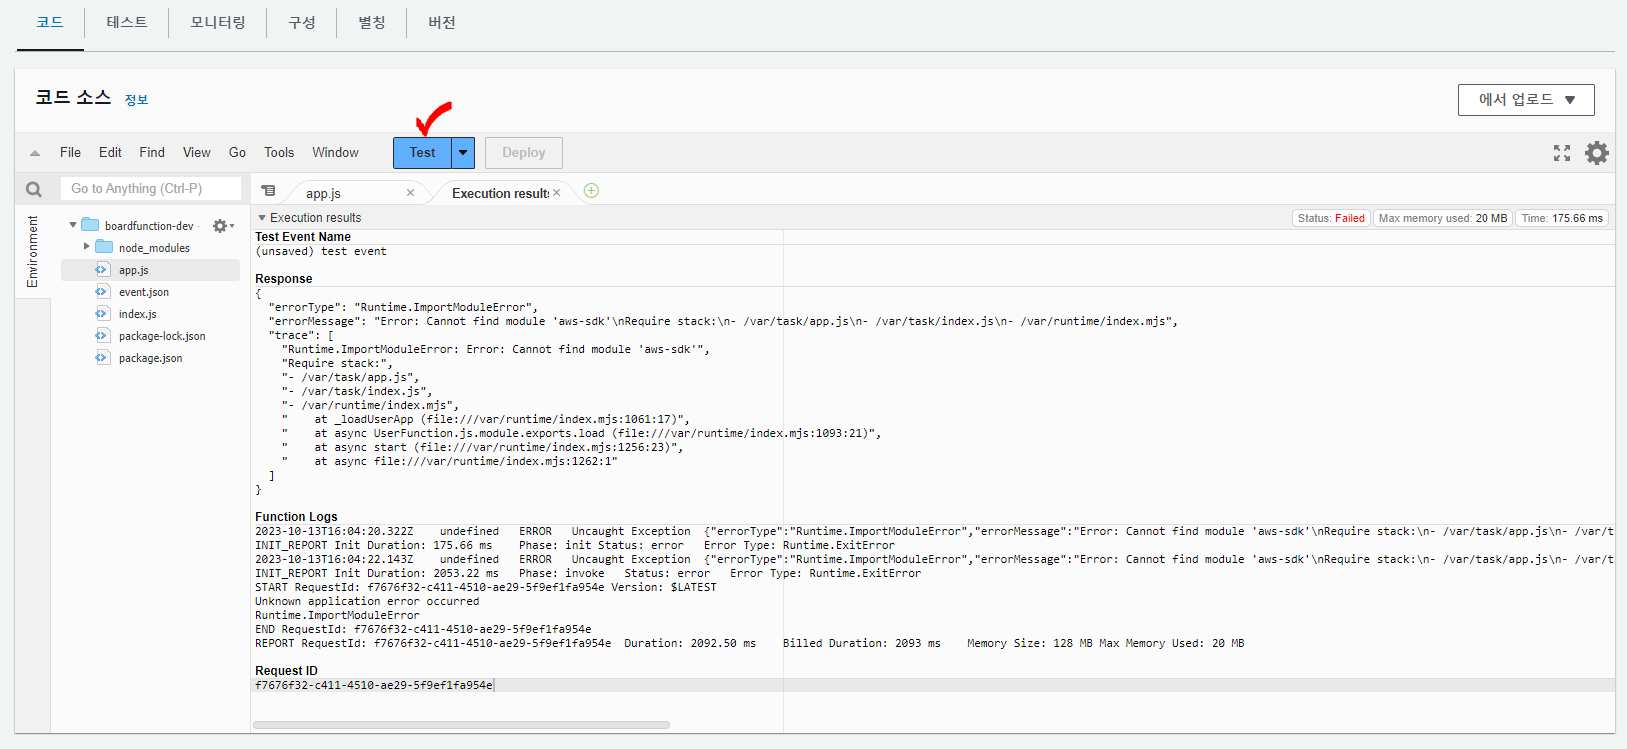 코드 테스트 모니터링 구성 별칭 버전
코드 소스 정보
에서 업로드
File Edit Find View Go Tools Window Test Deploy
Go to Anything (Ctrl-P)
app.js
Execution results
Environment
boardfunction-dev -
node_modules
app.js
event.json
index.js
package-lock.json
package.json
Execution results
Status: Failed Max memory used: 20 MB Time: 175.66 ms
Test Event Name
(unsaved) test event
Response
{
"errorType": "Runtime.ImportModuleError",
"errorMessage": "Error: Cannot find module 'aws-sdk'\nRequire stack:\n- /var/task/app.js\n- /var/task/index.js\n- /var/runtime/index.mjs",
"trace": [
"Runtime.ImportModuleError: Error: Cannot find module 'aws-sdk'",
"Require stack:",
"- /var/task/app.js",
"- /var/task/index.js",
"- /var/runtime/index.mjs",
"    at _loadUserApp (file:///var/runtime/index.mjs:1061:17)",
"    at async UserFunction.js.module.exports.load (file:///var/runtime/index.mjs:1093:21)",
"    at async start (file:///var/runtime/index.mjs:1256:23)",
"    at async file:///var/runtime/index.mjs:1262:1"
]
}
Function Logs
2023-10-13T16:04:20.322Z undefined ERROR Uncaught Exception {"errorType":"Runtime.ImportModuleError","errorMessage":"Error: Cannot find module 'aws-sdk'\nRequire stack:\n- /var/task/app.js\n- /var/t
INIT_REPORT Init Duration: 175.66 ms Phase: init Status: error Error Type: Runtime.ExitError
2023-10-13T16:04:22.143Z undefined ERROR Uncaught Exception {"errorType":"Runtime.ImportModuleError","errorMessage":"Error: Cannot find module 'aws-sdk'\nRequire stack:\n- /var/task/app.js\n- /var/t
INIT_REPORT Init Duration: 2053.22 ms Phase: invoke Status: error Error Type: Runtime.ExitError
START RequestId: f7676f32-c411-4510-ae29-5f9ef1fa954e Version: $LATEST
Unknown application error occurred
Runtime.ImportModuleError
END RequestId: f7676f32-c411-4510-ae29-5f9ef1fa954e
REPORT RequestId: f7676f32-c411-4510-ae29-5f9ef1fa954e Duration: 2092.50 ms Billed Duration: 2093 ms Memory Size: 128 MB Max Memory Used: 20 MB
Request ID
f7676f32-c411-4510-ae29-5f9ef1fa954e